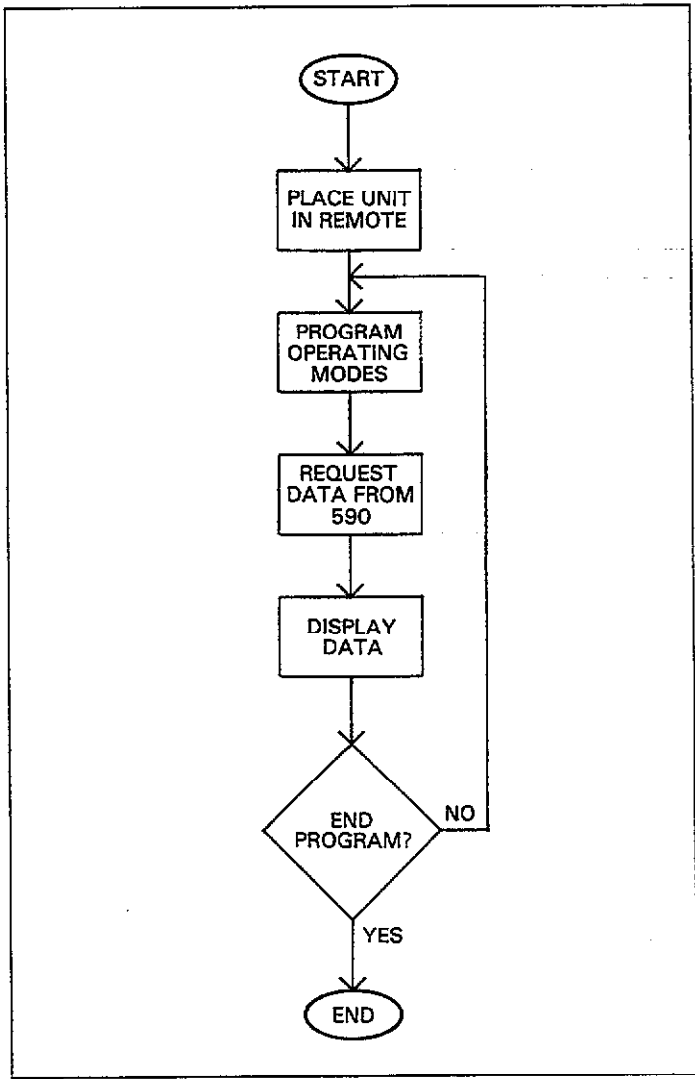 START
PLACE UNIT
IN REMOTE
PROGRAM
OPERATING
MODES
REQUEST
DATA FROM
590
DISPLAY
DATA
END
PROGRAM?
NO
YES
END